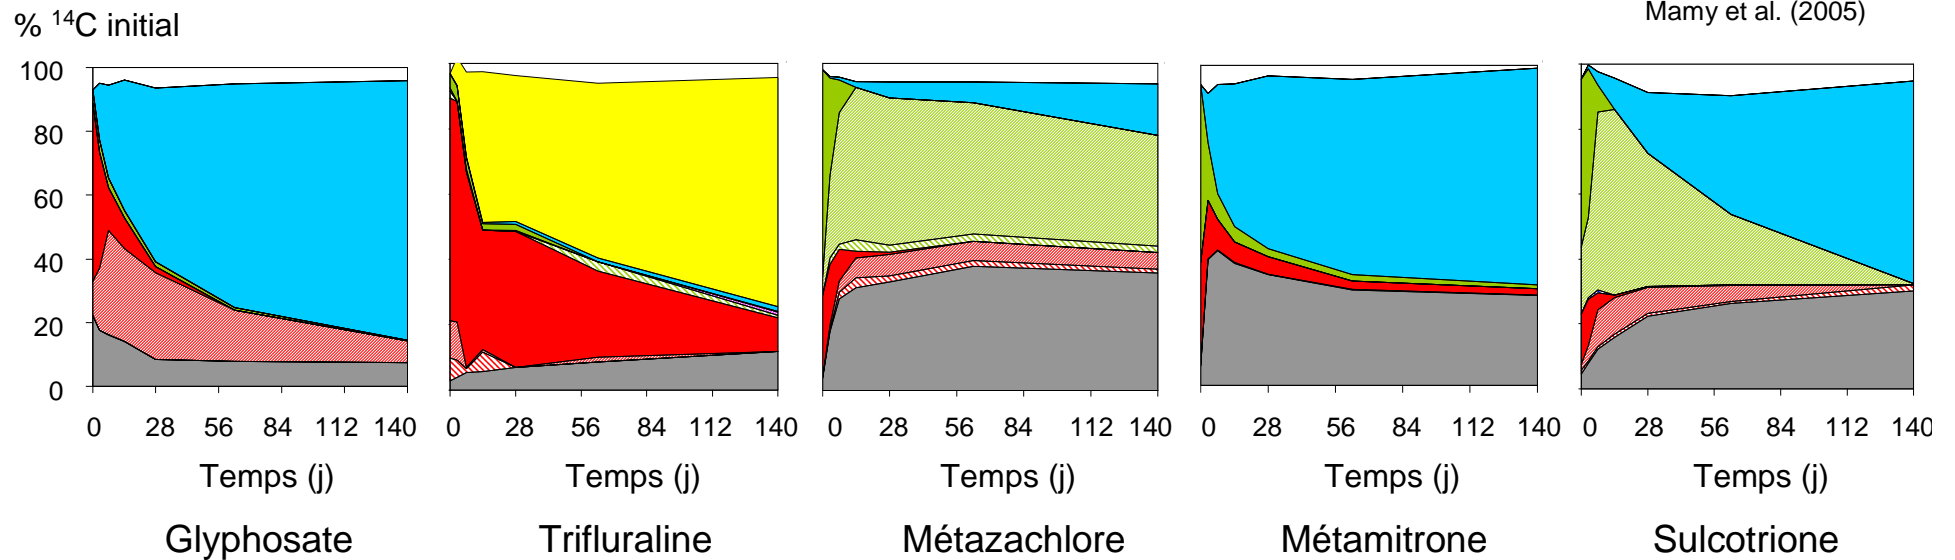 % ¹⁴C initial
Mamy et al. (2005)
100
80
60
40
20
0
0 28 56 84 112 140
0 28 56 84 112 140
0 28 56 84 112 140
0 28 56 84 112 140
0 28 56 84 112 140
Temps (j)
Temps (j)
Temps (j)
Temps (j)
Temps (j)
Glyphosate
Trifluraline
Métazachlore
Métamitrone
Sulcotrione